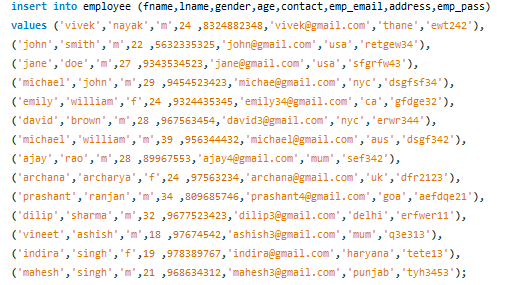 insert into employee (fname,lname,gender,age,contact,emp_email,address,emp_pass)
values ('vivek','nayak','m',24 ,8324882348,'vivek@gmail.com','thane','ewt242'),
('john','smith','m',22 ,5632335325,'john@gmail.com','usa','retgew34'),
('jane','doe','m',27 ,9343534523,'jane@gmail.com','usa','sfgrfw43'),
('michael','john','m',29 ,9454523423,'michae@gmail.com','nyc','dsgfsf34'),
('emily','william','f',24 ,9324435345,'emily34@gmail.com','ca','gfdge32'),
('david','brown','m',28 ,967563454,'david3@gmail.com','nyc','erwr344'),
('michael','william','m',39 ,956344432,'michael@gmail.com','aus','dsgf342'),
('ajay','rao','m',28 ,89967553,'ajay4@gmail.com','mum','sef342'),
('archana','archarya','f',24 ,97563234,'archana@gmail.com','uk','dfr2123'),
('prashant','ranjan','m',34 ,809685746,'prashant4@gmail.com','goa','aefdqe21'),
('dilip','sharma','m',32 ,9677523423,'dilip3@gmail.com','delhi','erfwer11'),
('vineet','ashish','m',18 ,97674542,'ashish3@gmail.com','mum','q3e313'),
('indira','singh','f',19 ,978389767,'indira@gmail.com','haryana','tete13'),
('mahesh','singh','m',21 ,968634312,'mahesh3@gmail.com','punjab','tyh3453');